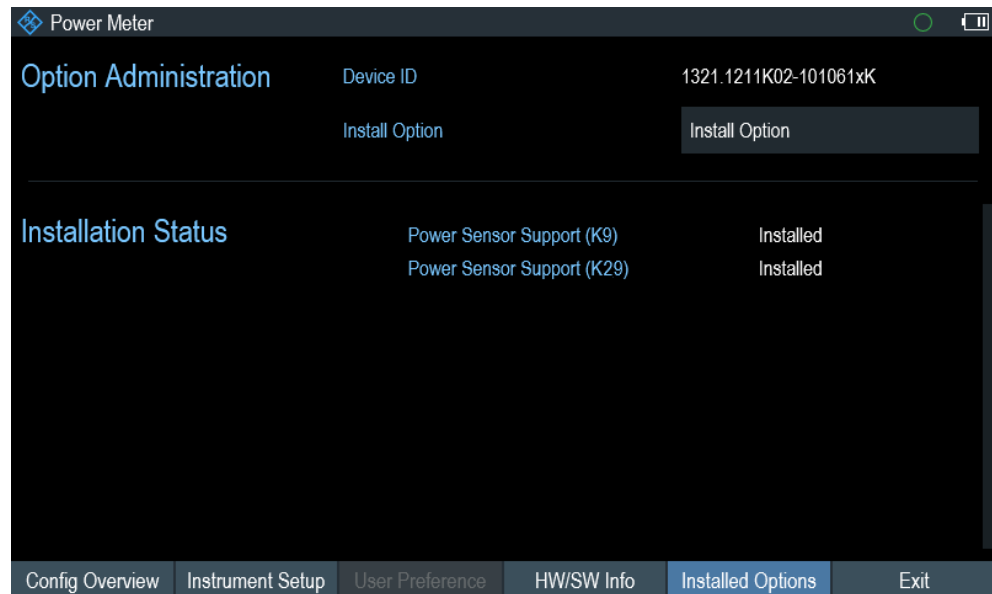 Power Meter
Option Administration Device ID 1321.1211K02-101061xK
Install Option Install Option
Installation Status Power Sensor Support (K9) Installed
Power Sensor Support (K29) Installed
Config Overview Instrument Setup User Preference HW/SW Info Installed Options Exit